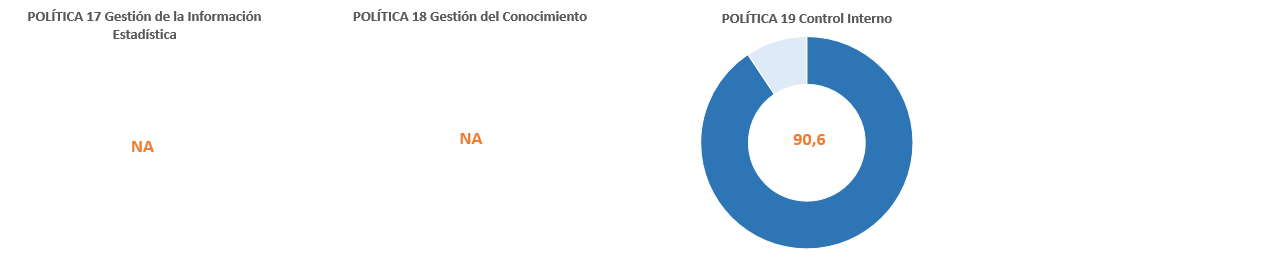 POLÍTICA 17 Gestión de la Información
Estadística
NA
POLÍTICA 18 Gestión del Conocimiento
NA
POLÍTICA 19 Control Interno
90,6